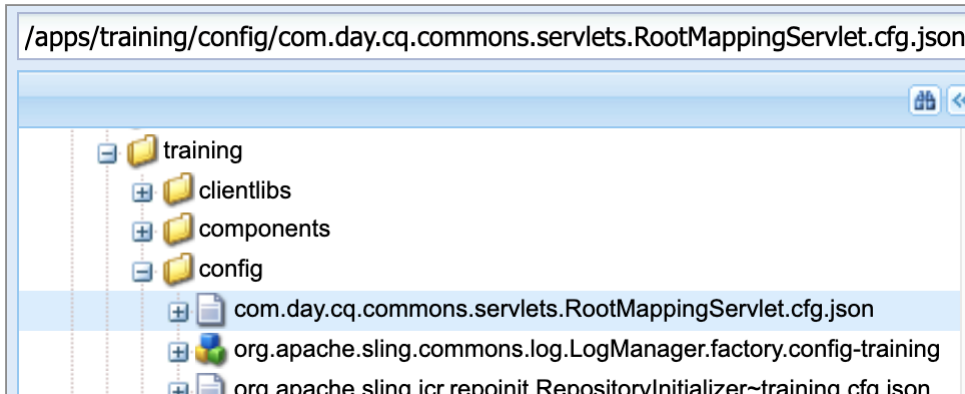 /apps/training/config/com.day.cq.commons.servlets.RootMappingServlet.cfg.json
training
clientlibs
components
config
com.day.cq.commons.servlets.RootMappingServlet.cfg.json
org.apache.sling.commons.log.LogManager.factory.config-training
org.apache.sling.jcr.repoinit.RepositoryInitializer~training.cfg.json